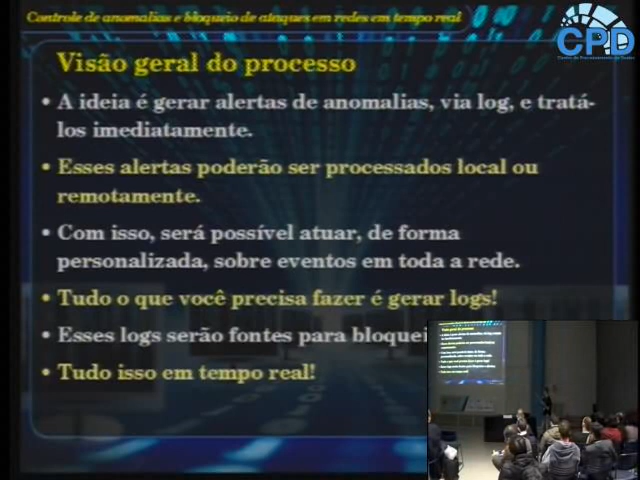 Controle de anomalias e bloqueio de ataques em redes em tempo real
CPD
Visão geral do processo
• A ideia é gerar alertas de anomalias, via log, e tratá-
los imediatamente.
• Esses alertas poderão ser processados local ou
remotamente.
• Com isso, será possível atuar, de forma
personalizada, sobre eventos em toda a rede.
• Tudo o que você precisa fazer é gerar logs!
• Esses logs serão fontes para bloquei
• Tudo isso em tempo real!